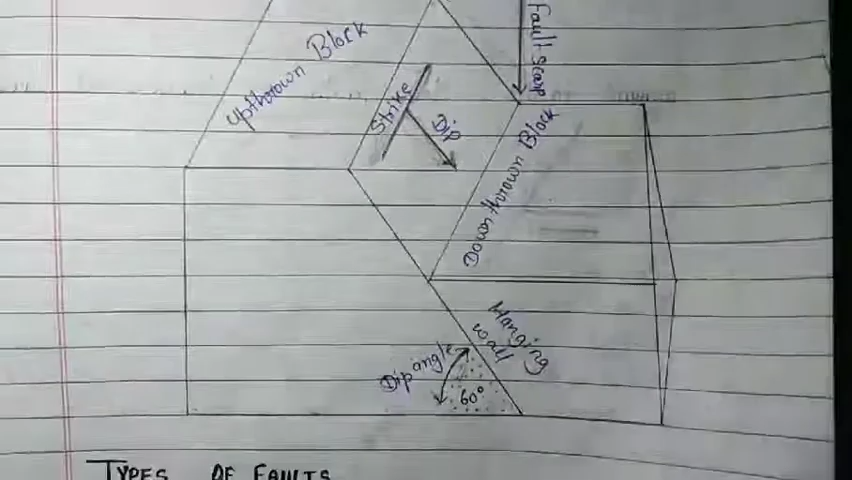 Upthrown Block
Fault scarp
Strike
Dip
Downthrown Block
Hanging
wall
Dip angle
60°
TYPES OF FAULTS